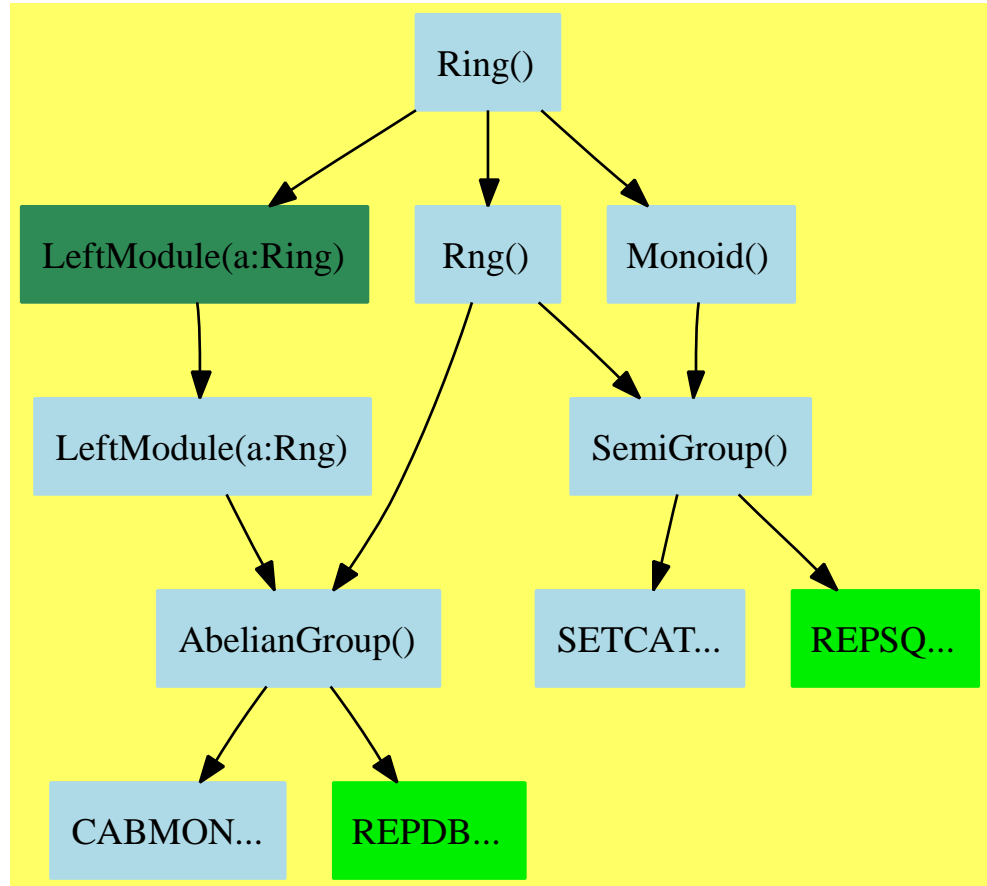 Ring()
LeftModule(a:Ring)
Rng()
Monoid()
LeftModule(a:Rng)
SemiGroup()
AbelianGroup()
SETCAT...
REPSQ...
CABMON...
REPDB...